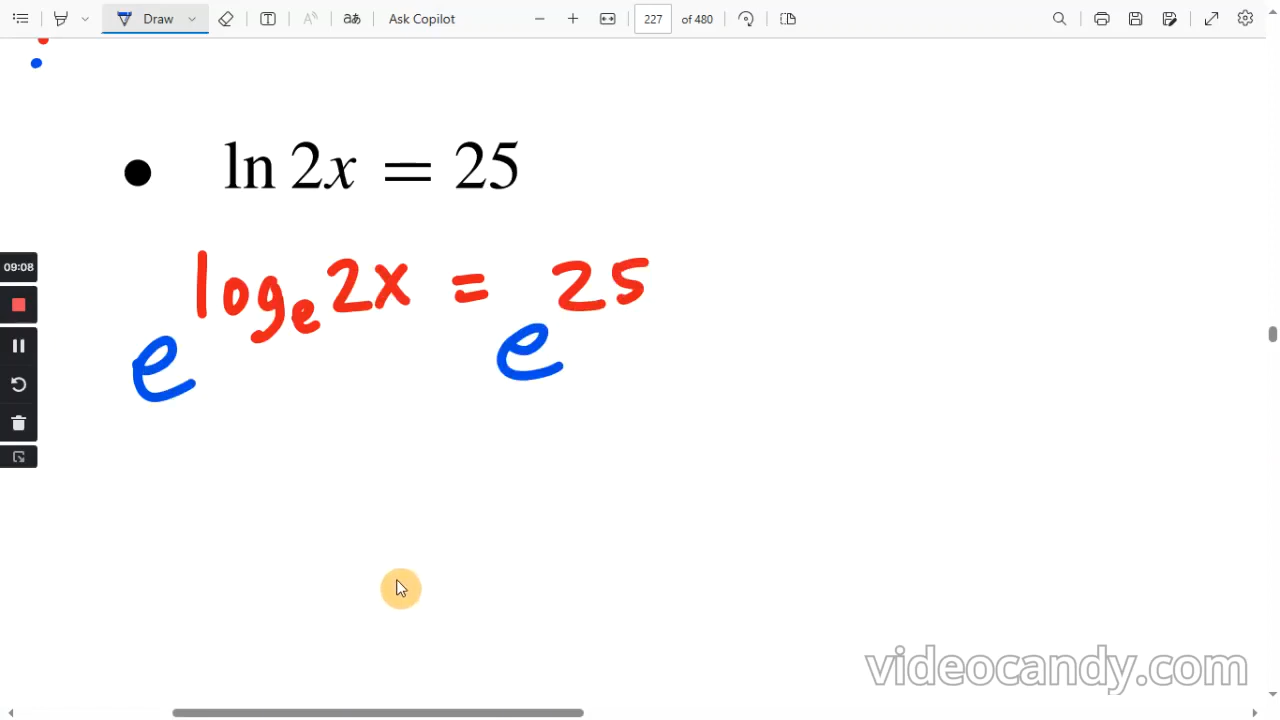 Draw Ask Copilot 227 of 480
ln 2x = 25
09:08
log_e 2x = 25
e e
videocandy.com